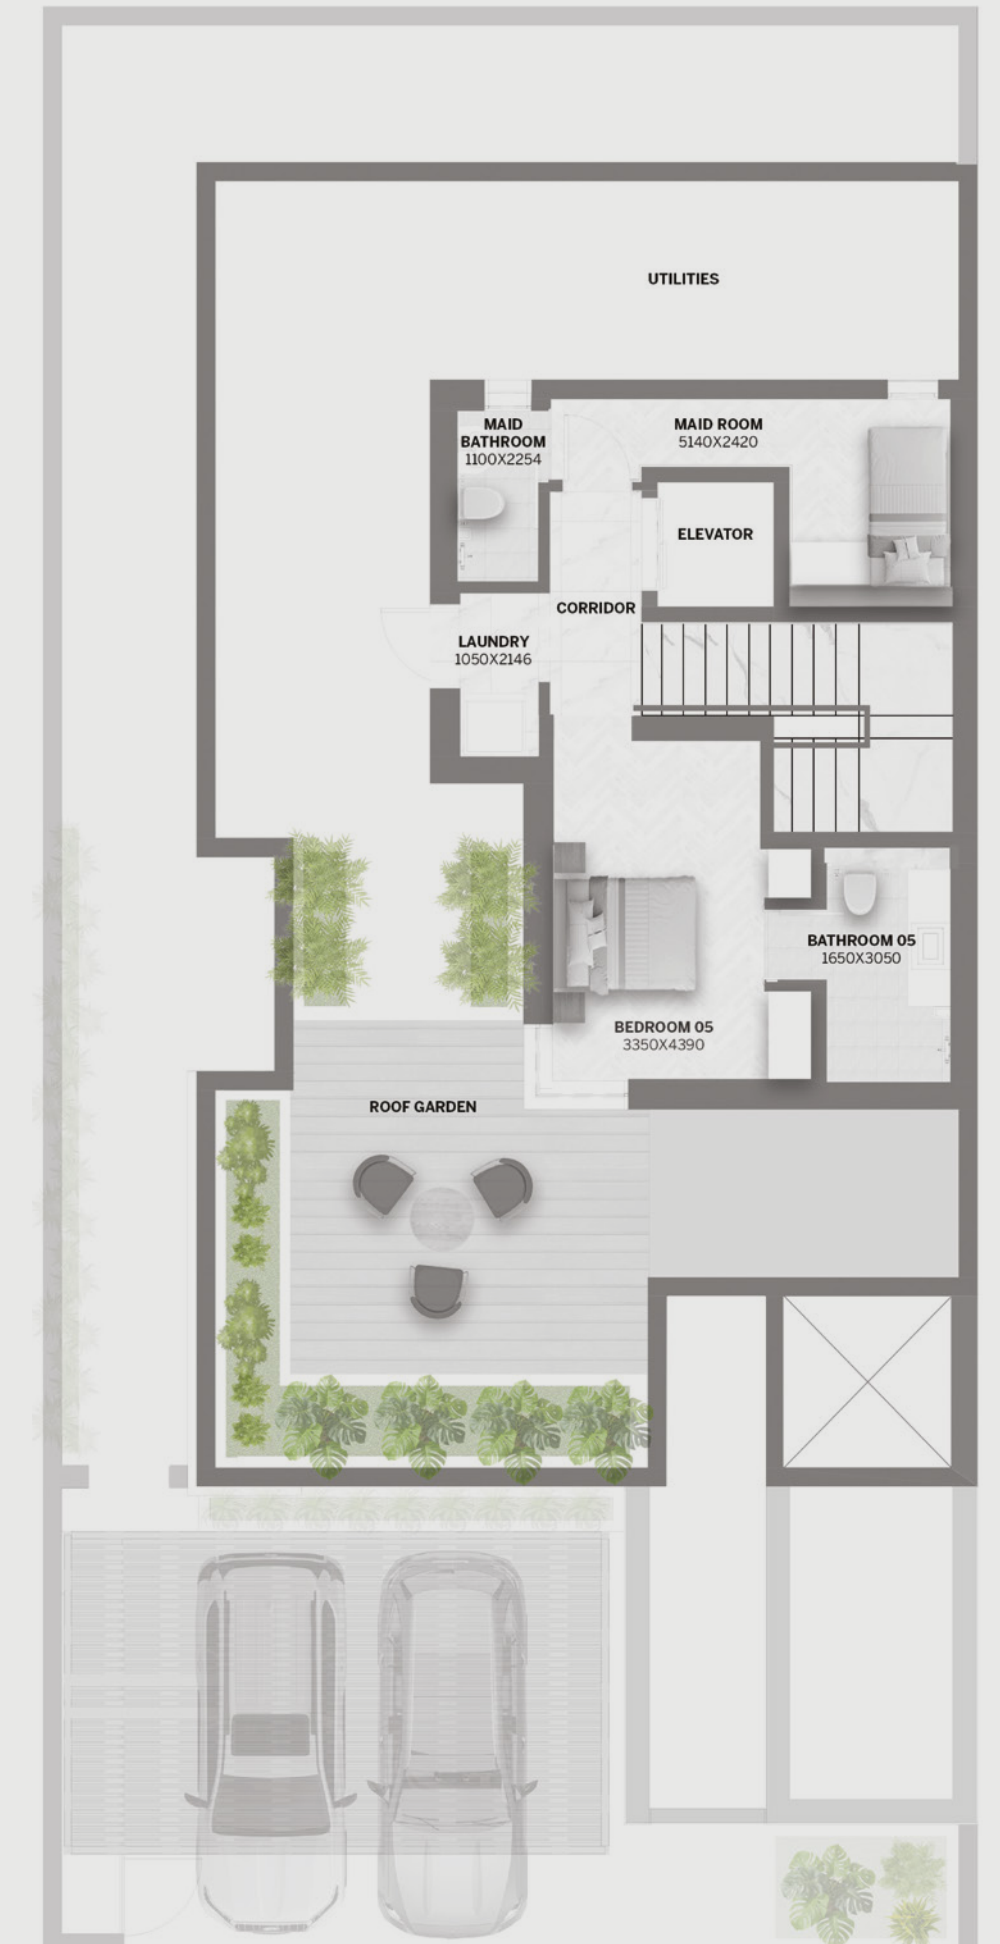 UTILITIES
MAID
BATHROOM
1100X2254
MAID ROOM
5140X2420
ELEVATOR
CORRIDOR
LAUNDRY
1050X2146
BATHROOM 05
1650X3050
BEDROOM 05
3350X4390
ROOF GARDEN